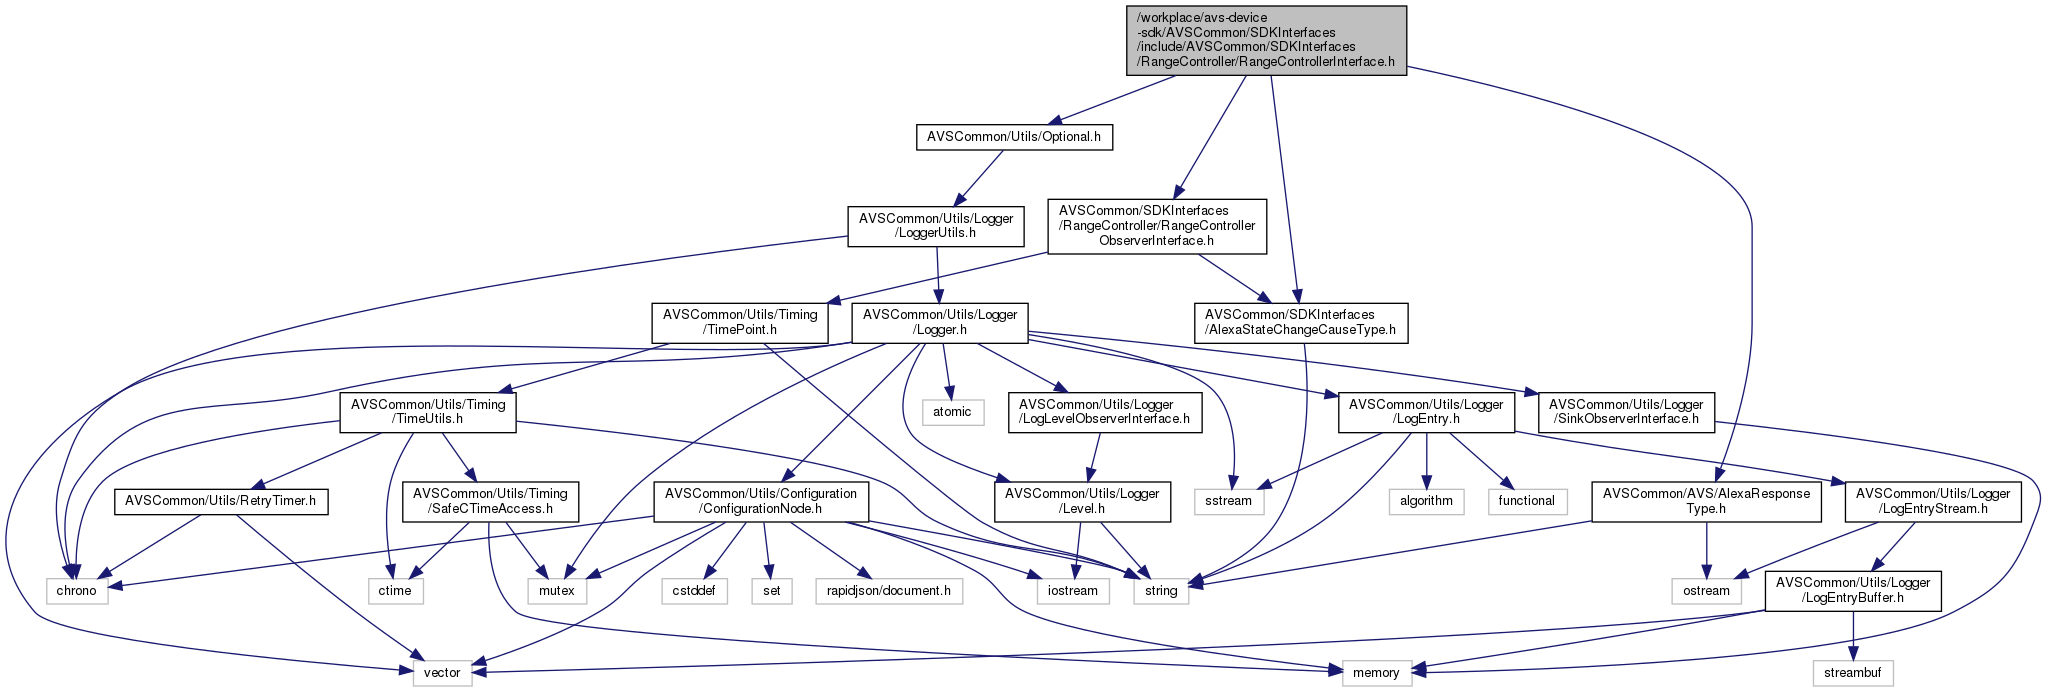 /workplace/avs-device
-sdk/AVSCommon/SDKInterfaces
/include/AVSCommon/SDKInterfaces
/RangeController/RangeControllerInterface.h
AVSCommon/Utils/Optional.h
AVSCommon/Utils/Logger
/LoggerUtils.h
AVSCommon/SDKInterfaces
/RangeController/RangeController
ObserverInterface.h
AVSCommon/Utils/Timing
/TimePoint.h
AVSCommon/Utils/Logger
/Logger.h
AVSCommon/SDKInterfaces
/AlexaStateChangeCauseType.h
AVSCommon/Utils/Timing
/TimeUtils.h
atomic
AVSCommon/Utils/Logger
/LogLevelObserverInterface.h
AVSCommon/Utils/Logger
/LogEntry.h
AVSCommon/Utils/Logger
/SinkObserverInterface.h
AVSCommon/Utils/RetryTimer.h
AVSCommon/Utils/Timing
/SafeCTimeAccess.h
AVSCommon/Utils/Configuration
/ConfigurationNode.h
AVSCommon/Utils/Logger
/Level.h
sstream
algorithm
functional
AVSCommon/AVS/AlexaResponse
Type.h
AVSCommon/Utils/Logger
/LogEntryStream.h
chrono
ctime
mutex
cstddef
set
rapidjson/document.h
iostream
string
ostream
AVSCommon/Utils/Logger
/LogEntryBuffer.h
vector
memory
streambuf